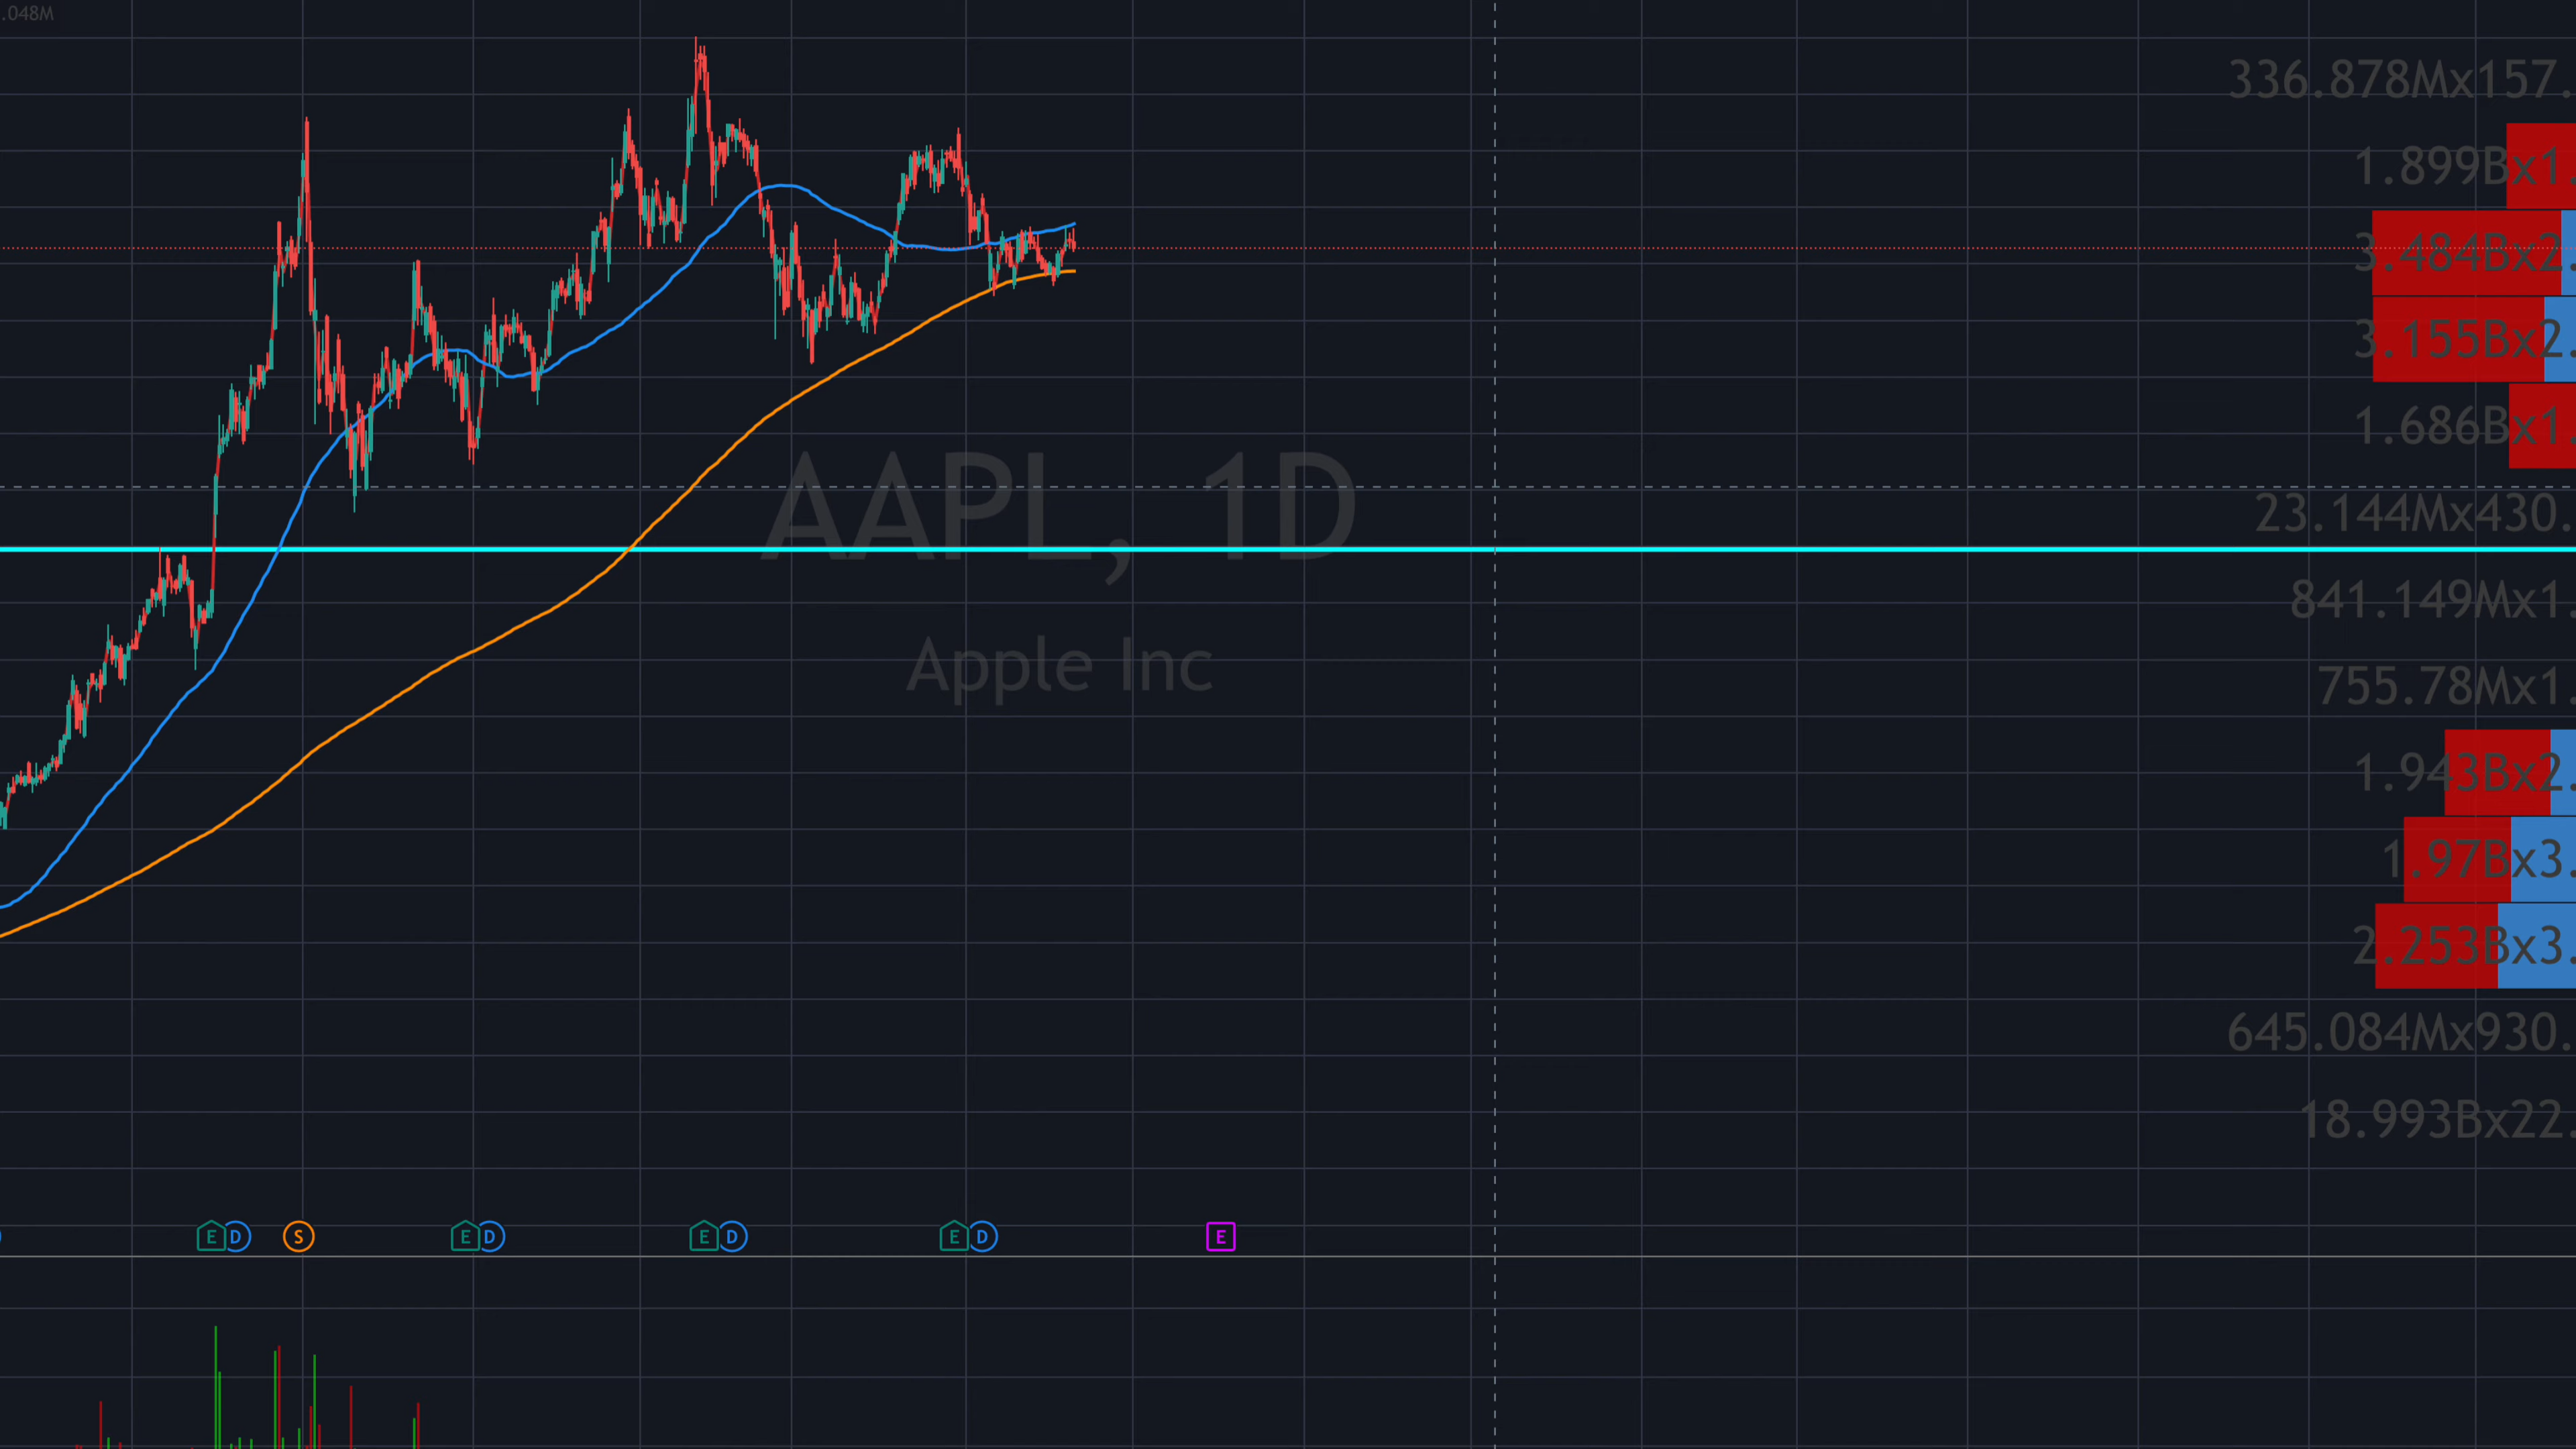 .048M
336.878Mx157.
1.899Bx1.
3.484Bx2.
3.155Bx2.
1.686Bx1.
AAPL, 1D
23.144Mx430.
841.149Mx1.
Apple Inc
755.78Mx1.
1.943Bx2.
1.97Bx3.
2.253Bx3.
645.084Mx930.
18.993Bx22.
E D S E D E D E D E